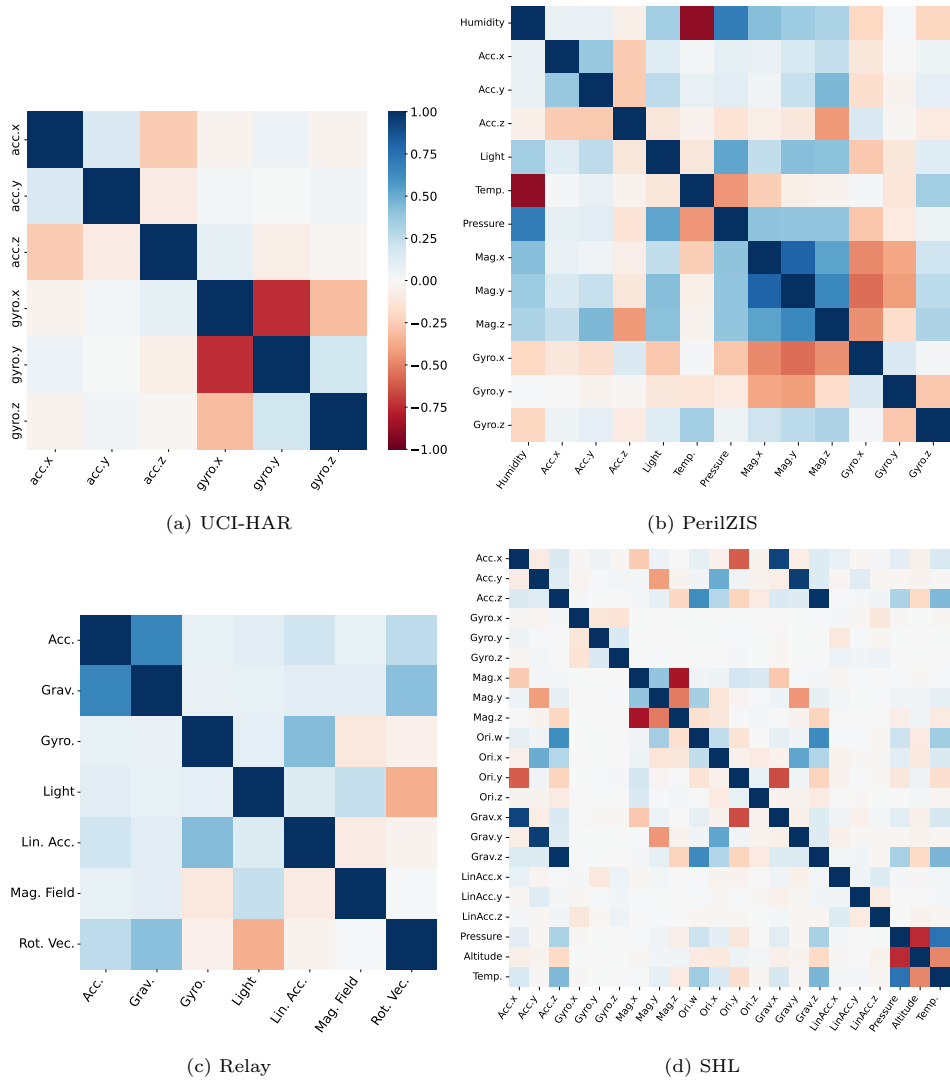 acc.x
acc.y
acc.z
gyro.x
gyro.y
gyro.z
1.00
0.75
0.50
0.25
0.00
−0.25
−0.50
−0.75
−1.00
acc.x acc.y acc.z gyro.x gyro.y gyro.z
(a) UCI-HAR
Humidity
Acc.x
Acc.y
Acc.z
Light
Temp.
Pressure
Mag.x
Mag.y
Mag.z
Gyro.x
Gyro.y
Gyro.z
Humidity Acc.x Acc.y Acc.z Light Temp. Pressure Mag.x Mag.y Mag.z Gyro.x Gyro.y Gyro.z
(b) PerilZIS
Acc.
Grav.
Gyro.
Light
Lin. Acc.
Mag. Field
Rot. Vec.
Acc. Grav. Gyro. Light Lin. Acc. Mag. Field Rot. Vec.
(c) Relay
Acc.x
Acc.y
Acc.z
Gyro.x
Gyro.y
Gyro.z
Mag.x
Mag.y
Mag.z
Ori.w
Ori.x
Ori.y
Ori.z
Grav.x
Grav.y
Grav.z
LinAcc.x
LinAcc.y
LinAcc.z
Pressure
Altitude
Temp.
Acc.x Acc.y Acc.z Gyro.x Gyro.y Gyro.z Mag.x Mag.y Mag.z Ori.w Ori.x Ori.y Ori.z Grav.x Grav.y Grav.z LinAcc.x LinAcc.y LinAcc.z Pressure Altitude Temp.
(d) SHL